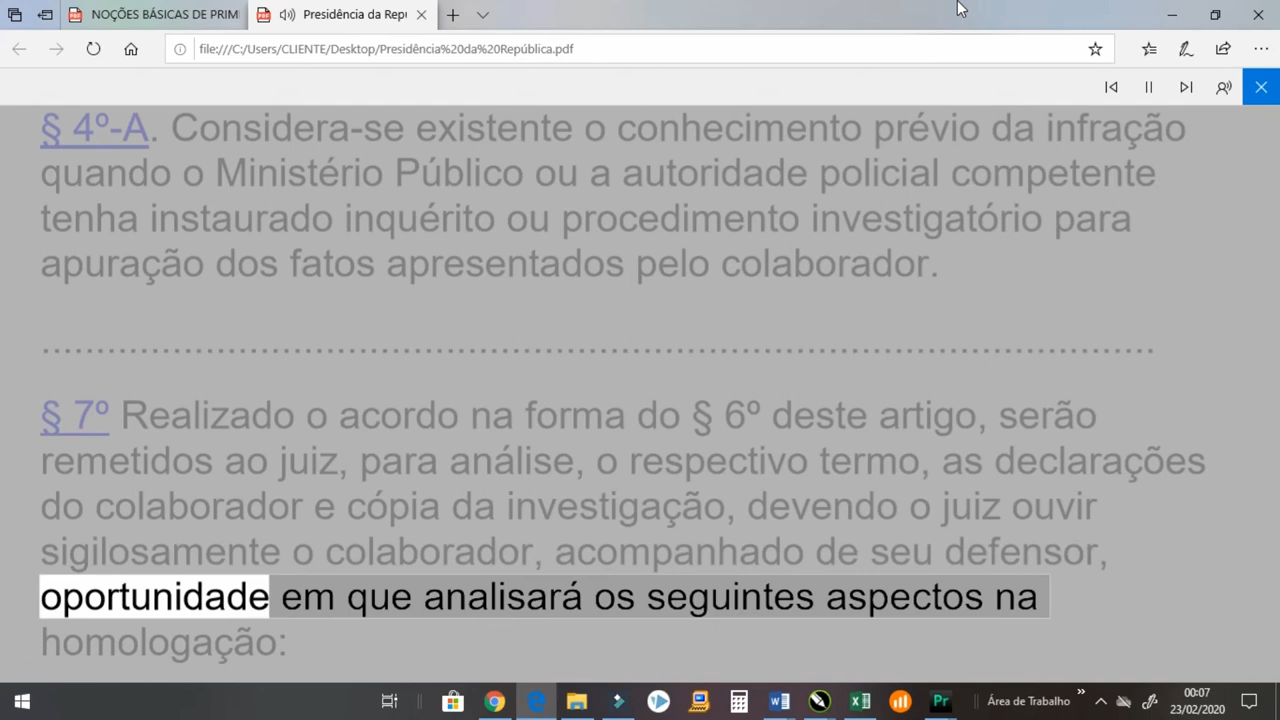 NOÇÕES BÁSICAS DE PRIM
Presidência da Repú
file:///C:/Users/CLIENTE/Desktop/Presidência%20da%20República.pdf
§ 4º-A. Considera-se existente o conhecimento prévio da infração
quando o Ministério Público ou a autoridade policial competente
tenha instaurado inquérito ou procedimento investigatório para
apuração dos fatos apresentados pelo colaborador.
........................................................................................................
§ 7º Realizado o acordo na forma do § 6º deste artigo, serão
remetidos ao juiz, para análise, o respectivo termo, as declarações
do colaborador e cópia da investigação, devendo o juiz ouvir
sigilosamente o colaborador, acompanhado de seu defensor,
oportunidade em que analisará os seguintes aspectos na
homologação:
Área de Trabalho
00:07
23/02/2020